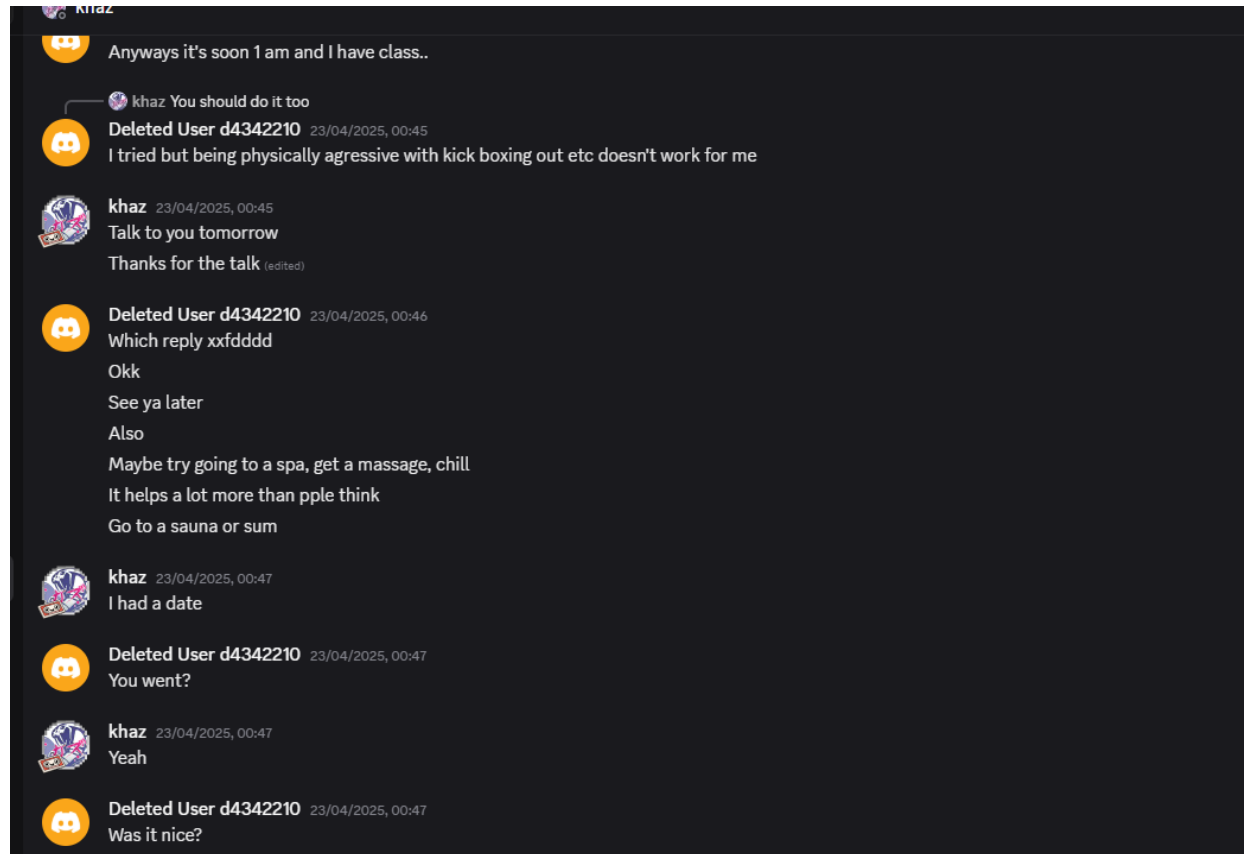 khaz
Anyways it's soon 1 am and I have class..
khaz You should do it too
Deleted User d4342210 23/04/2025, 00:45
I tried but being physically agressive with kick boxing out etc doesn't work for me
khaz 23/04/2025, 00:45
Talk to you tomorrow
Thanks for the talk (edited)
Deleted User d4342210 23/04/2025, 00:46
Which reply xxfdddd
Okk
See ya later
Also
Maybe try going to a spa, get a massage, chill
It helps a lot more than pple think
Go to a sauna or sum
khaz 23/04/2025, 00:47
I had a date
Deleted User d4342210 23/04/2025, 00:47
You went?
khaz 23/04/2025, 00:47
Yeah
Deleted User d4342210 23/04/2025, 00:47
Was it nice?